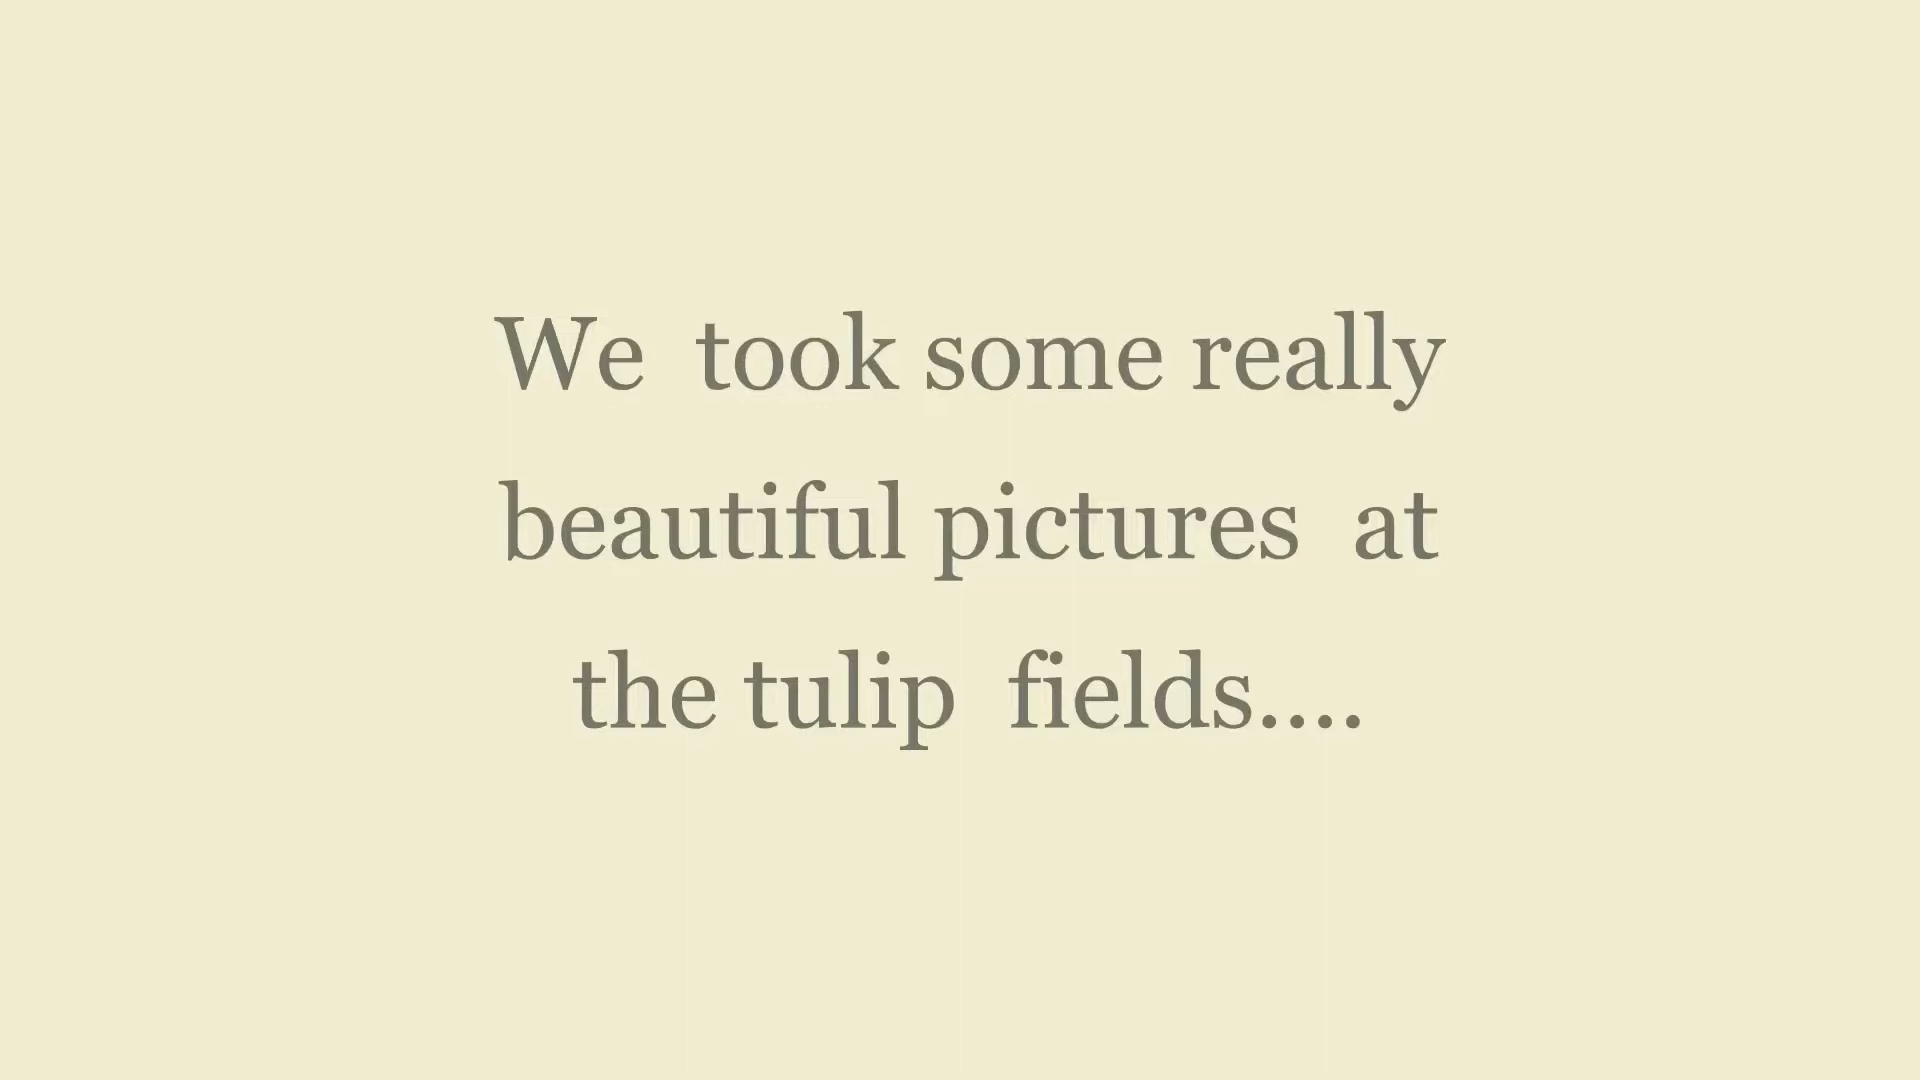 We  took some really
beautiful pictures  at
the tulip  fields....